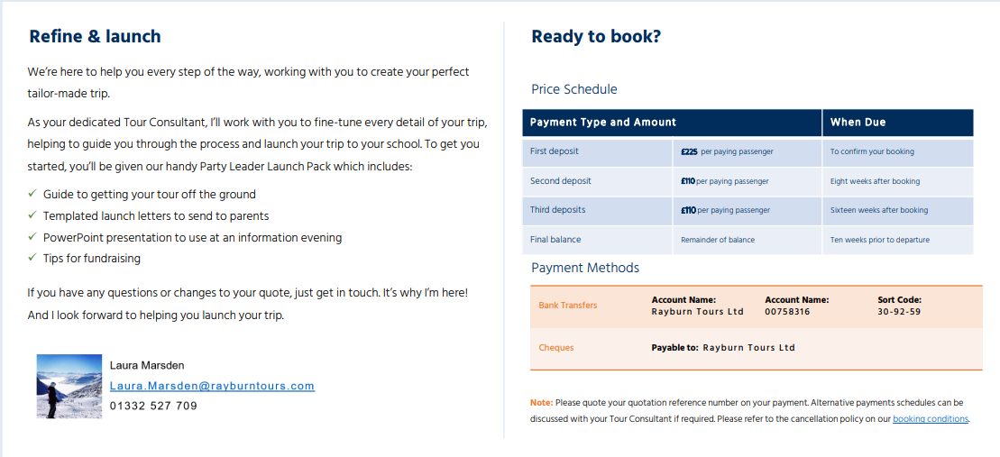 Refine & launch
We're here to help you every step of the way, working with you to create your perfect
tailor-made trip.
As your dedicated Tour Consultant, I'll work with you to fine-tune every detail of your trip,
helping to guide you through the process and launch your trip to your school. To get you
started, you'll be given our handy Party Leader Launch Pack which includes:
✓ Guide to getting your tour off the ground
✓ Templated launch letters to send to parents
✓ PowerPoint presentation to use at an information evening
✓ Tips for fundraising
If you have any questions or changes to your quote, just get in touch. It's why I'm here!
And I look forward to helping you launch your trip.
Laura Marsden
Laura.Marsden@rayburntours.com
01332 527 709
Ready to book?
Price Schedule
Payment Type and Amount When Due
First deposit £225 per paying passenger To confirm your booking
Second deposit £110 per paying passenger Eight weeks after booking
Third deposits £110 per paying passenger Sixteen weeks after booking
Final balance Remainder of balance Ten weeks prior to departure
Payment Methods
Bank Transfers Account Name: Account Name: Sort Code:
Rayburn Tours Ltd 00758316 30-92-59
Cheques Payable to: Rayburn Tours Ltd
Note: Please quote your quotation reference number on your payment. Alternative payments schedules can be
discussed with your Tour Consultant if required. Please refer to the cancellation policy on our booking conditions.